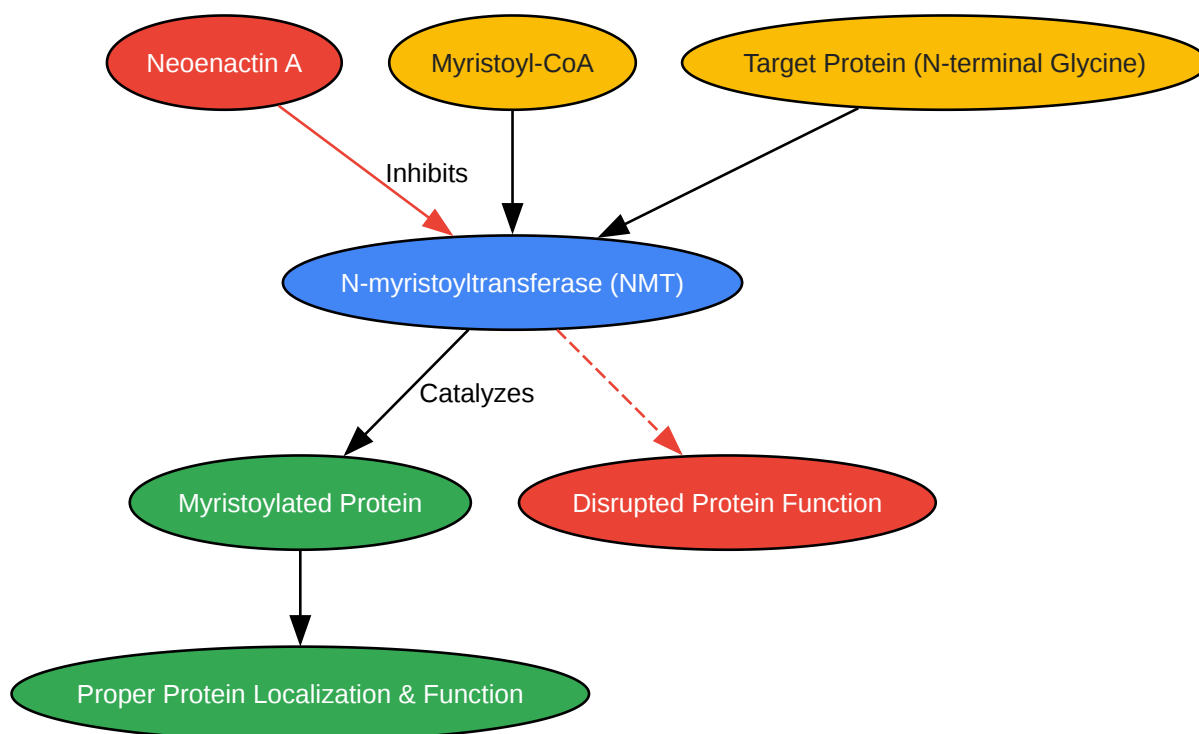 Neoenactin A
Myristoyl-CoA
Target Protein (N-terminal Glycine)
Inhibits
N-myristoyltransferase (NMT)
Catalyzes
Myristoylated Protein
Disrupted Protein Function
Proper Protein Localization & Function